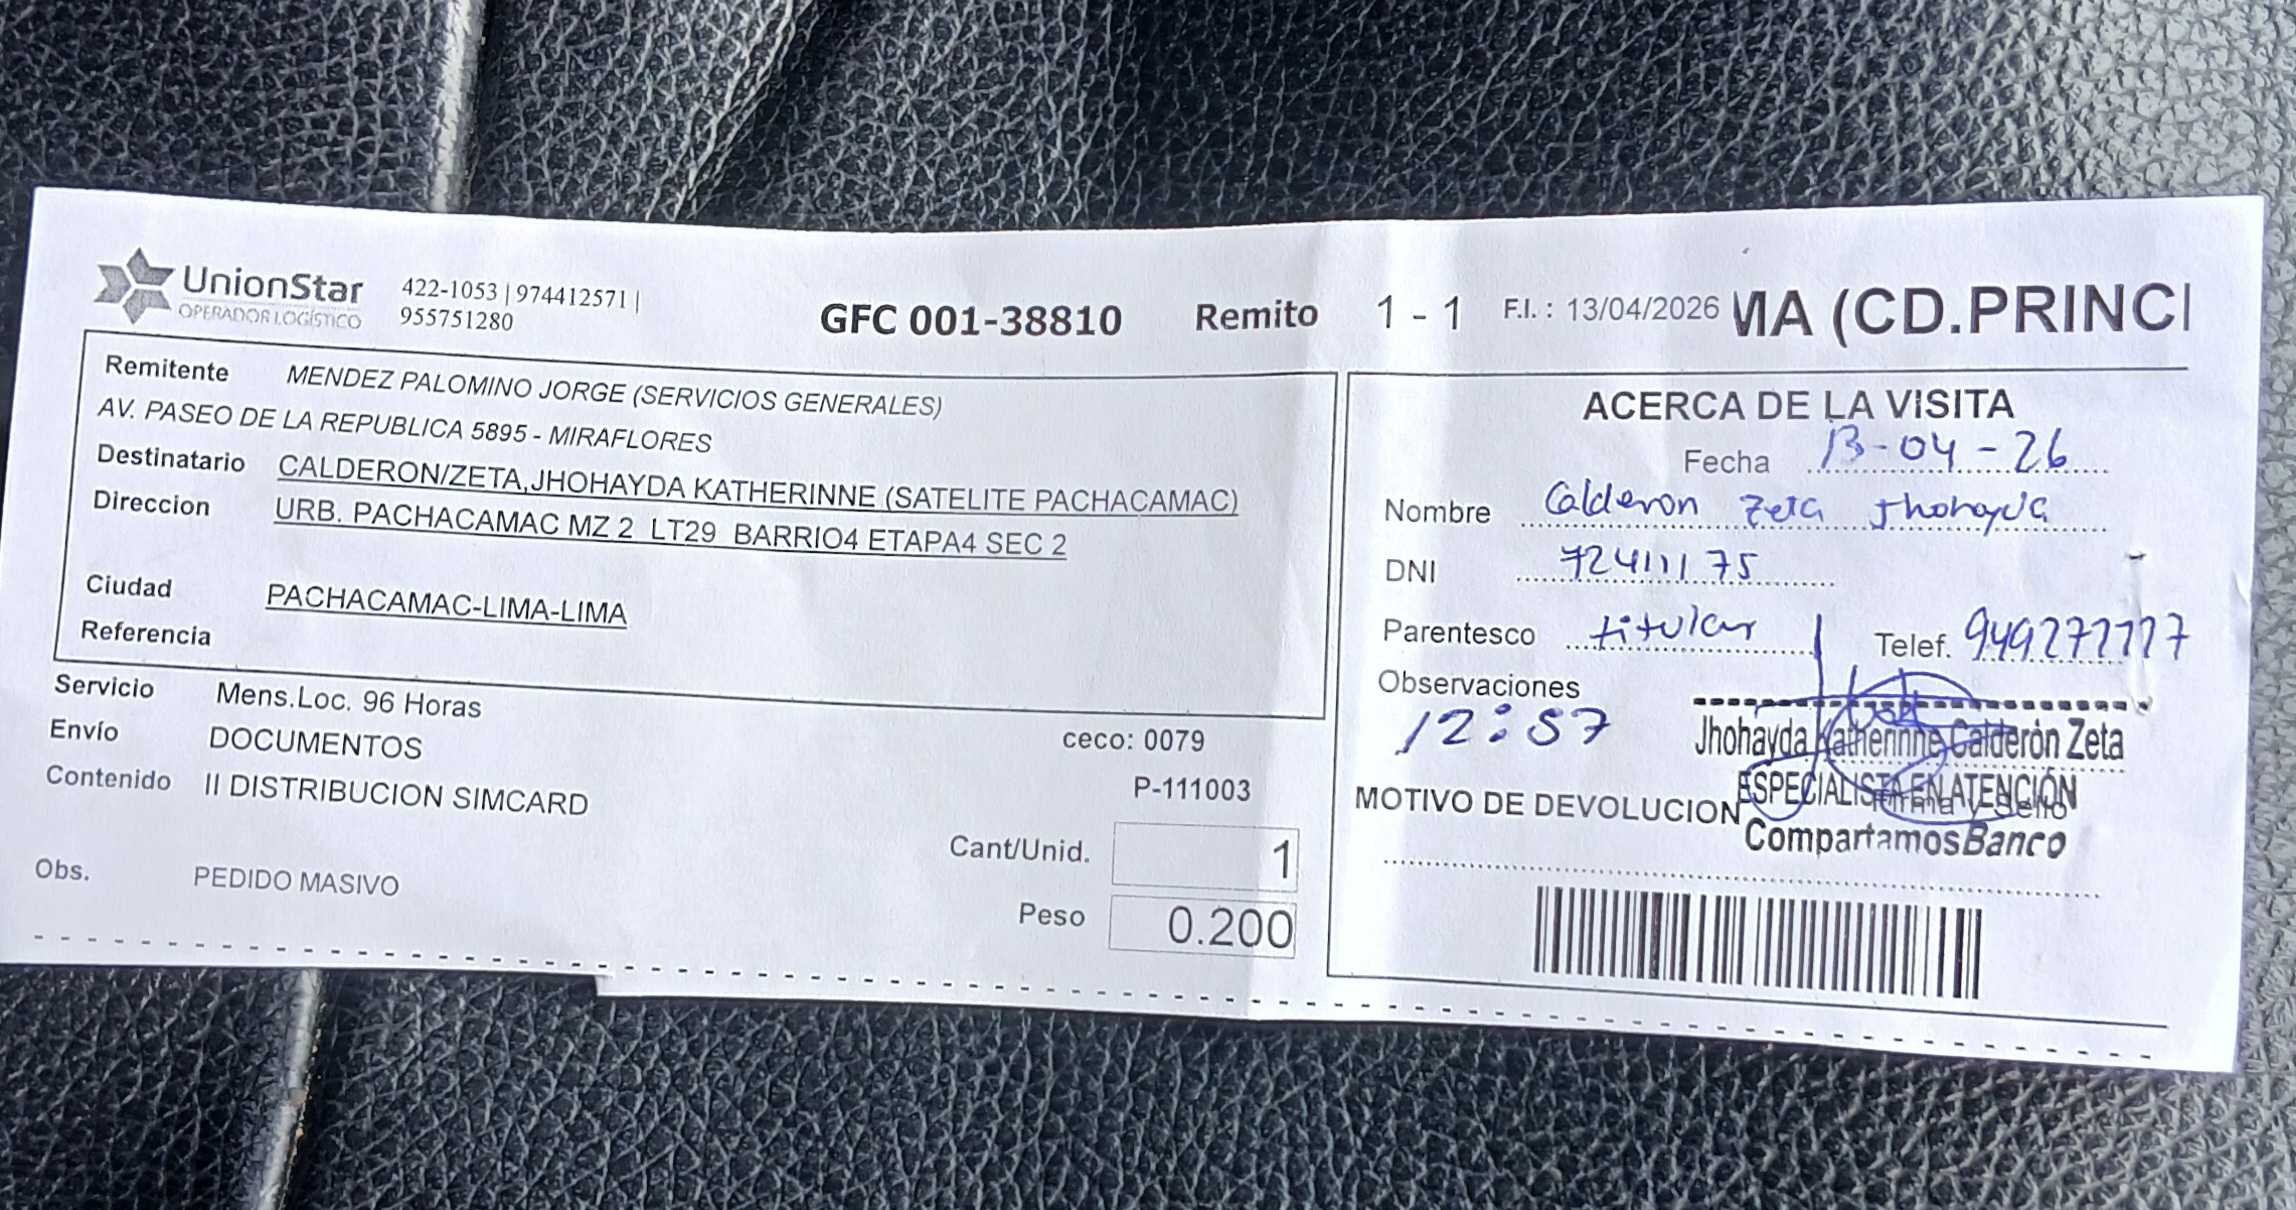 UnionStar
OPERADOR LOGÍSTICO
422-1053 | 974412571 |
955751280
GFC 001-38810 Remito 1 - 1 F.I. : 13/04/2026 MA (CD.PRINCI
Remitente MENDEZ PALOMINO JORGE (SERVICIOS GENERALES)
AV. PASEO DE LA REPUBLICA 5895 - MIRAFLORES
Destinatario CALDERON/ZETA,JHOHAYDA KATHERINNE (SATELITE PACHACAMAC)
Direccion URB. PACHACAMAC MZ 2 LT29 BARRIO4 ETAPA4 SEC 2
Ciudad PACHACAMAC-LIMA-LIMA
Referencia
Servicio Mens.Loc. 96 Horas
Envío DOCUMENTOS
Contenido II DISTRIBUCION SIMCARD
ceco: 0079
P-111003
Cant/Unid. 1
Peso 0.200
Obs. PEDIDO MASIVO
ACERCA DE LA VISITA
Fecha 13-04-26
Nombre Calderon Zeta Jhohayda
DNI 72411175
Parentesco titular Telef. 949277777
Observaciones
12:57
Jhohayda Katherinne Calderón Zeta
ESPECIALISTA EN ATENCIÓN
Firma y Sello
CompartamosBanco
MOTIVO DE DEVOLUCION